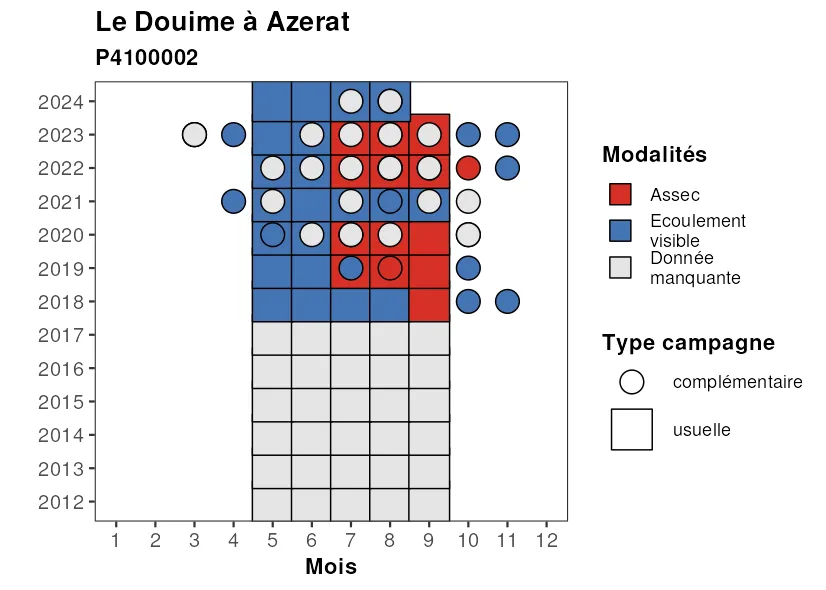 Le Douime à Azerat
P4100002
2024
2023
2022
2021
2020
2019
2018
2017
2016
2015
2014
2013
2012
1 2 3 4 5 6 7 8 9 10 11 12
Mois
Modalités
Assec
Ecoulement
visible
Donnée
manquante
Type campagne
complémentaire
usuelle